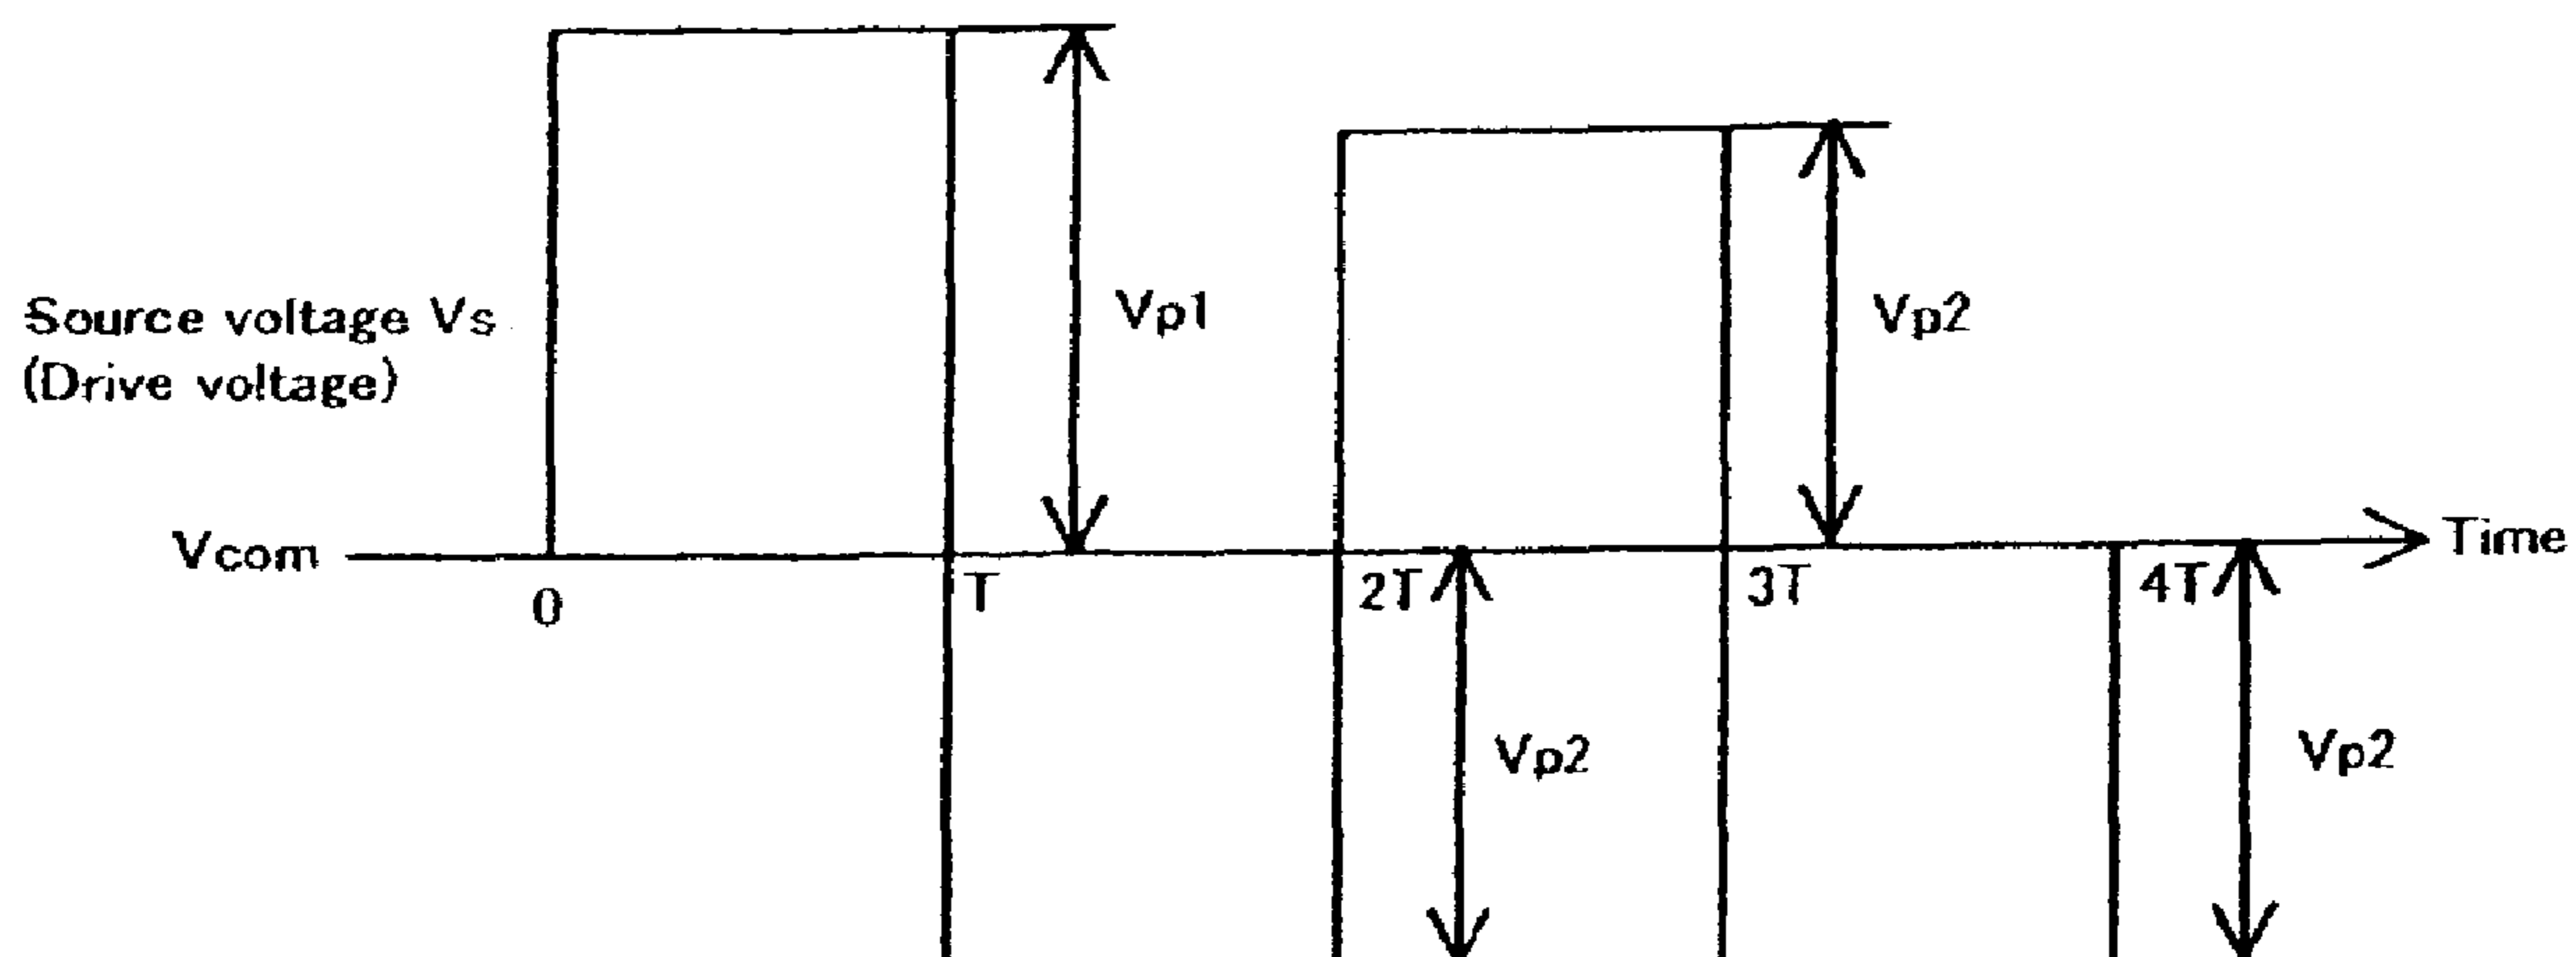 Vp1
Vp2
Source voltage Vs
(Drive voltage)
Vcom
Time
0
T
2T
3T
4T
Vp2
Vp2